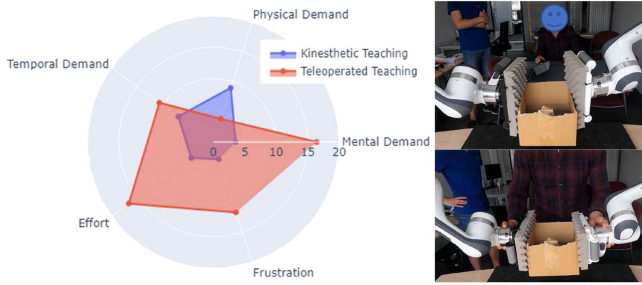 Physical Demand
Kinesthetic Teaching
Teleoperated Teaching
Temporal Demand
0 5 10 15 20
Mental Demand
Effort
Frustration